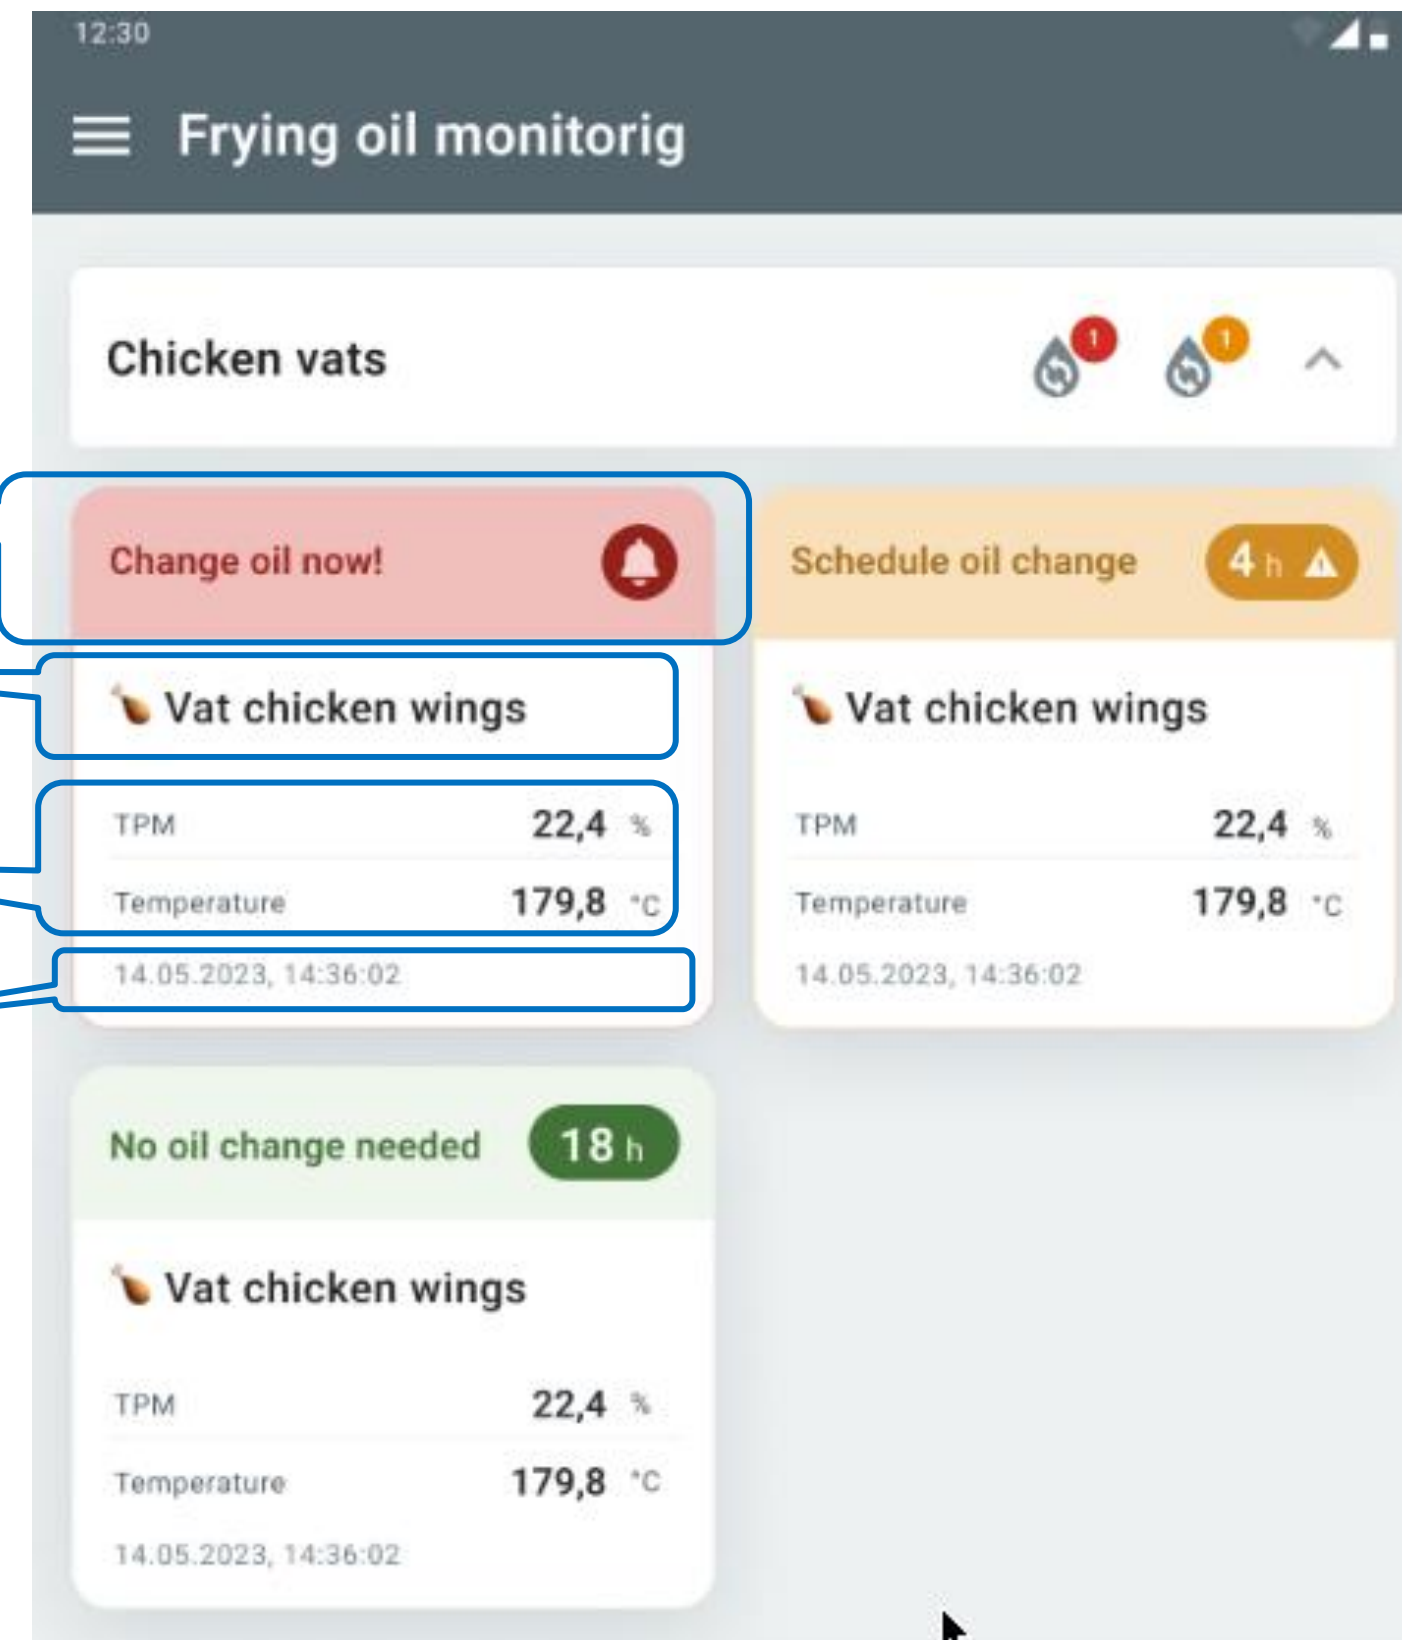 12:30
Frying oil monitorig
Chicken vats
1
1
Change oil now!
Schedule oil change
4 h
Vat chicken wings
Vat chicken wings
TPM 22,4 %
TPM 22,4 %
Temperature 179,8 °C
Temperature 179,8 °C
14.05.2023, 14:36:02
14.05.2023, 14:36:02
No oil change needed
18 h
Vat chicken wings
TPM 22,4 %
Temperature 179,8 °C
14.05.2023, 14:36:02